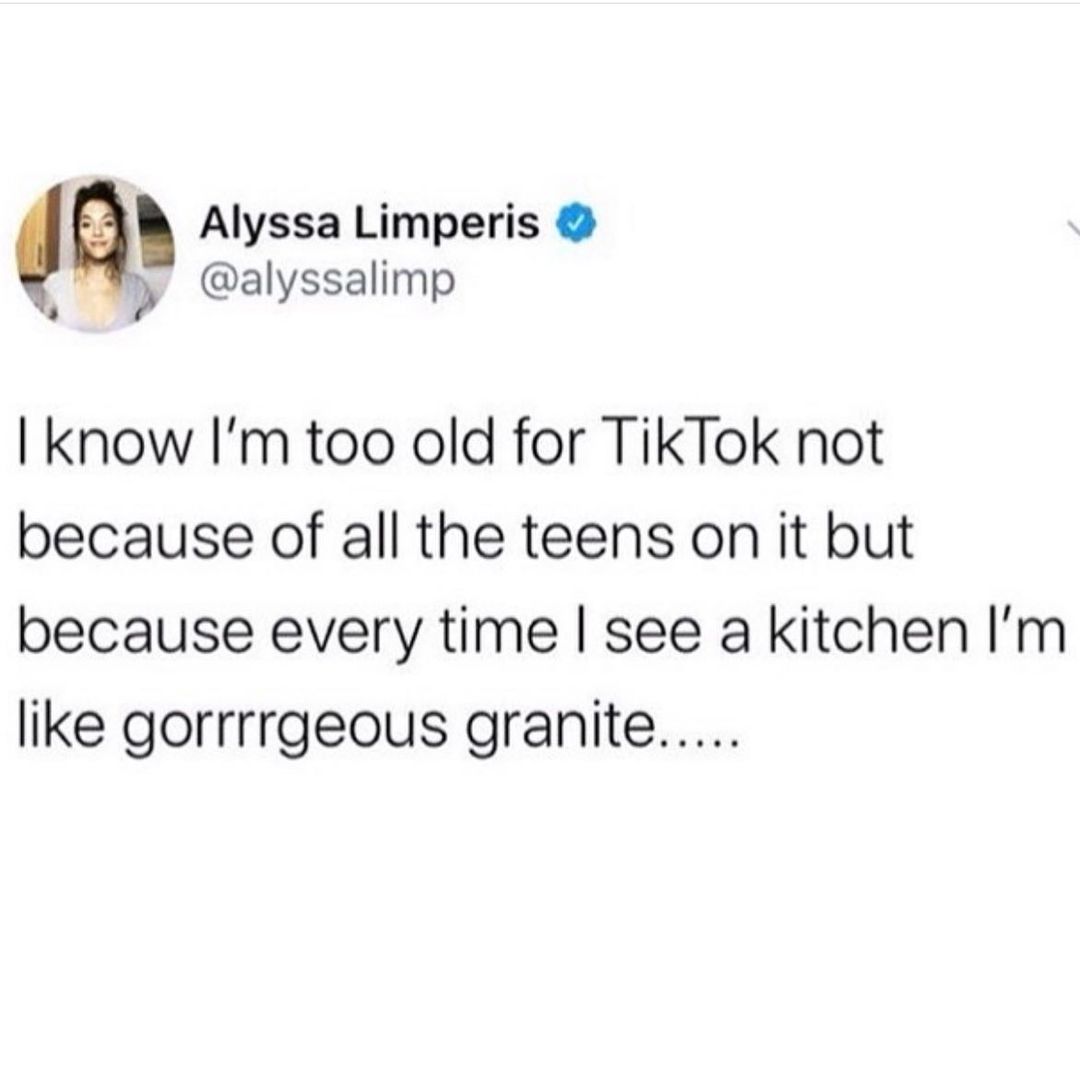 Alyssa Limperis
@alyssalimp
I know I'm too old for TikTok not
because of all the teens on it but
because every time I see a kitchen I'm
like gorrrrgeous granite.....